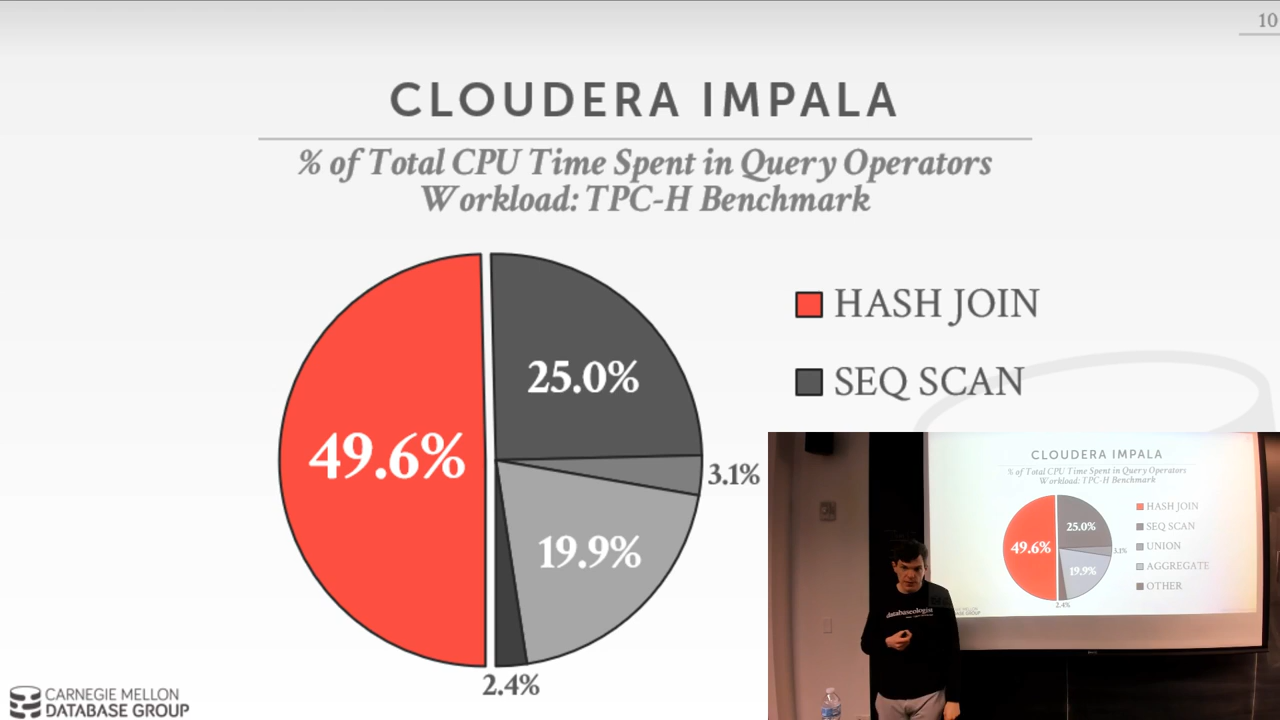 10
CLOUDERA IMPALA
% of Total CPU Time Spent in Query Operators
Workload: TPC-H Benchmark
25.0%
49.6%
3.1%
19.9%
2.4%
HASH JOIN
SEQ SCAN
CARNEGIE MELLON
DATABASE GROUP
CLOUDERA IMPALA
% of Total CPU Time Spent in Query Operators
Workload: TPC-H Benchmark
25.0%
49.6%
3.1%
19.9%
2.4%
HASH JOIN
SEQ SCAN
UNION
AGGREGATE
OTHER
databaseologist